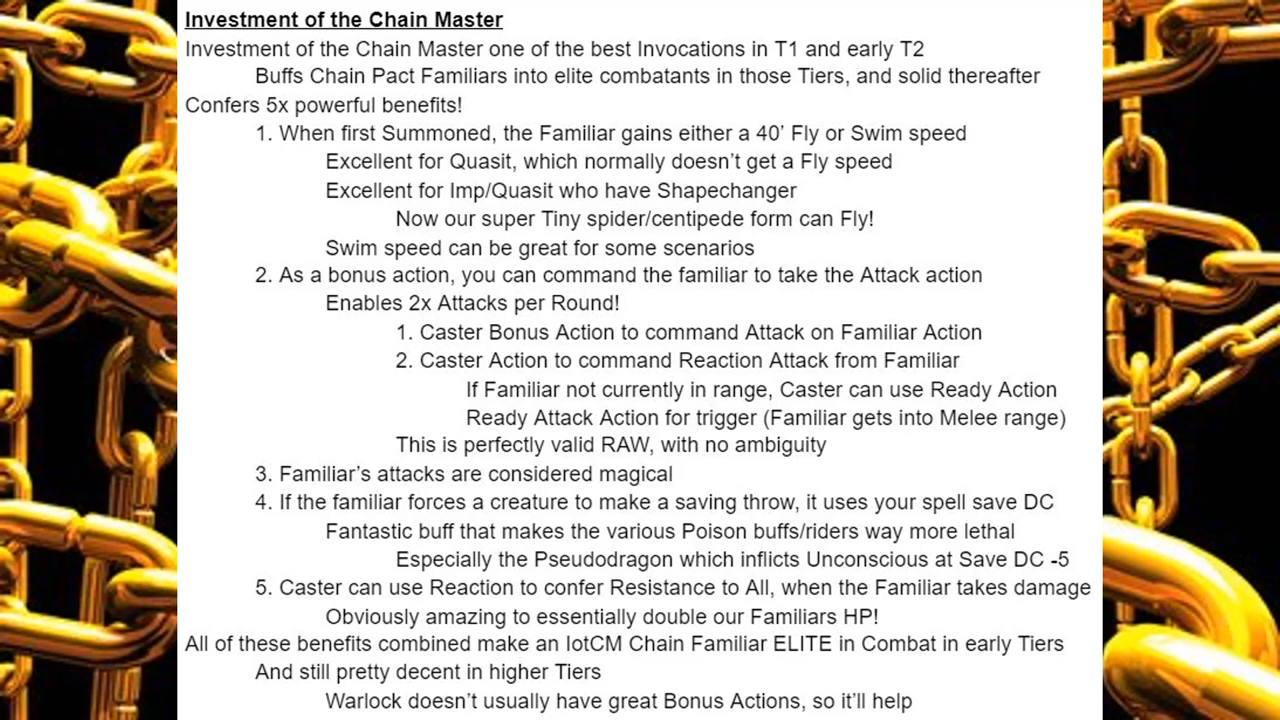 Investment of the Chain Master
Investment of the Chain Master one of the best Invocations in T1 and early T2
Buffs Chain Pact Familiars into elite combatants in those Tiers, and solid thereafter
Confers 5x powerful benefits!
1. When first Summoned, the Familiar gains either a 40’ Fly or Swim speed
Excellent for Quasit, which normally doesn’t get a Fly speed
Excellent for Imp/Quasit who have Shapechanger
Now our super Tiny spider/centipede form can Fly!
Swim speed can be great for some scenarios
2. As a bonus action, you can command the familiar to take the Attack action
Enables 2x Attacks per Round!
1. Caster Bonus Action to command Attack on Familiar Action
2. Caster Action to command Reaction Attack from Familiar
If Familiar not currently in range, Caster can use Ready Action
Ready Attack Action for trigger (Familiar gets into Melee range)
This is perfectly valid RAW, with no ambiguity
3. Familiar’s attacks are considered magical
4. If the familiar forces a creature to make a saving throw, it uses your spell save DC
Fantastic buff that makes the various Poison buffs/riders way more lethal
Especially the Pseudodragon which inflicts Unconscious at Save DC -5
5. Caster can use Reaction to confer Resistance to All, when the Familiar takes damage
Obviously amazing to essentially double our Familiars HP!
All of these benefits combined make an IotCM Chain Familiar ELITE in Combat in early Tiers
And still pretty decent in higher Tiers
Warlock doesn’t usually have great Bonus Actions, so it’ll help